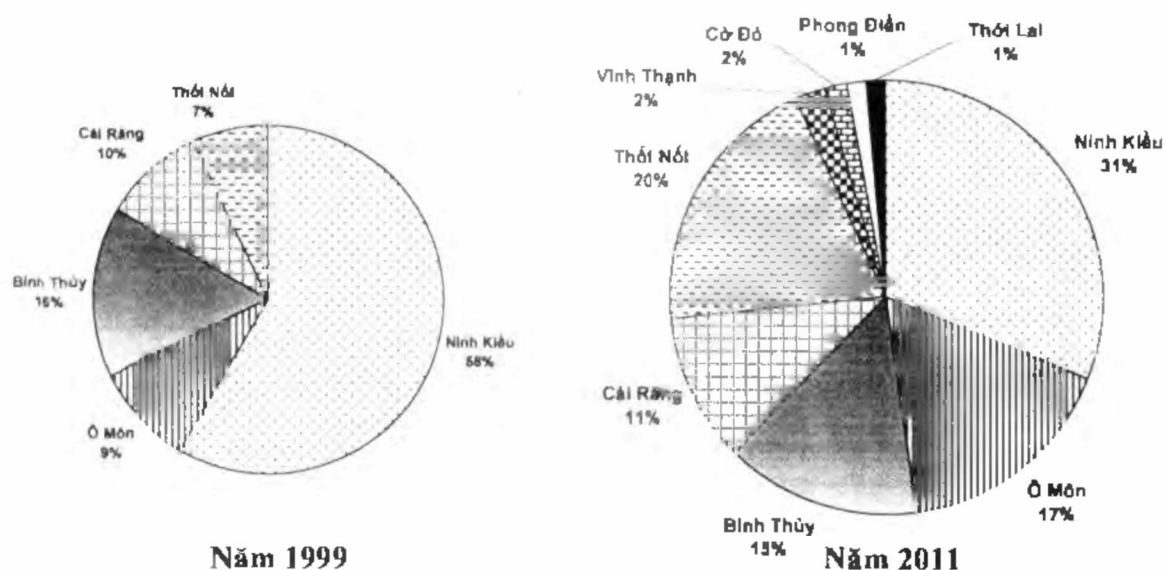 Thốt Nốt
7%
Cái Răng
10%
Bình Thủy
16%
Ô Môn
9%
Ninh Kiều
58%
Năm 1999
Cờ Đỏ
2%
Phong Điền
1%
Thới Lai
1%
Vĩnh Thạnh
2%
Thốt Nốt
20%
Ninh Kiều
31%
Cái Răng
11%
Bình Thủy
15%
Ô Môn
17%
Năm 2011